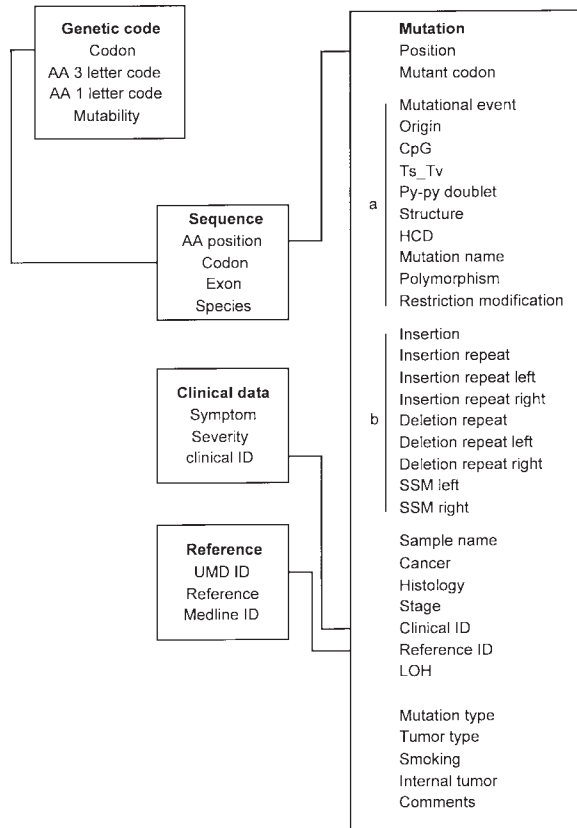 Genetic code
Codon
AA 3 letter code
AA 1 letter code
Mutability
Sequence
AA position
Codon
Exon
Species
Clinical data
Symptom
Severity
clinical ID
Reference
UMD ID
Reference
Medline ID
Mutation
Position
Mutant codon
a
Mutational event
Origin
CpG
Ts_Tv
Py-py doublet
Structure
HCD
Mutation name
Polymorphism
Restriction modification
b
Insertion
Insertion repeat
Insertion repeat left
Insertion repeat right
Deletion repeat
Deletion repeat left
Deletion repeat right
SSM left
SSM right
Sample name
Cancer
Histology
Stage
Clinical ID
Reference ID
LOH
Mutation type
Tumor type
Smoking
Internal tumor
Comments